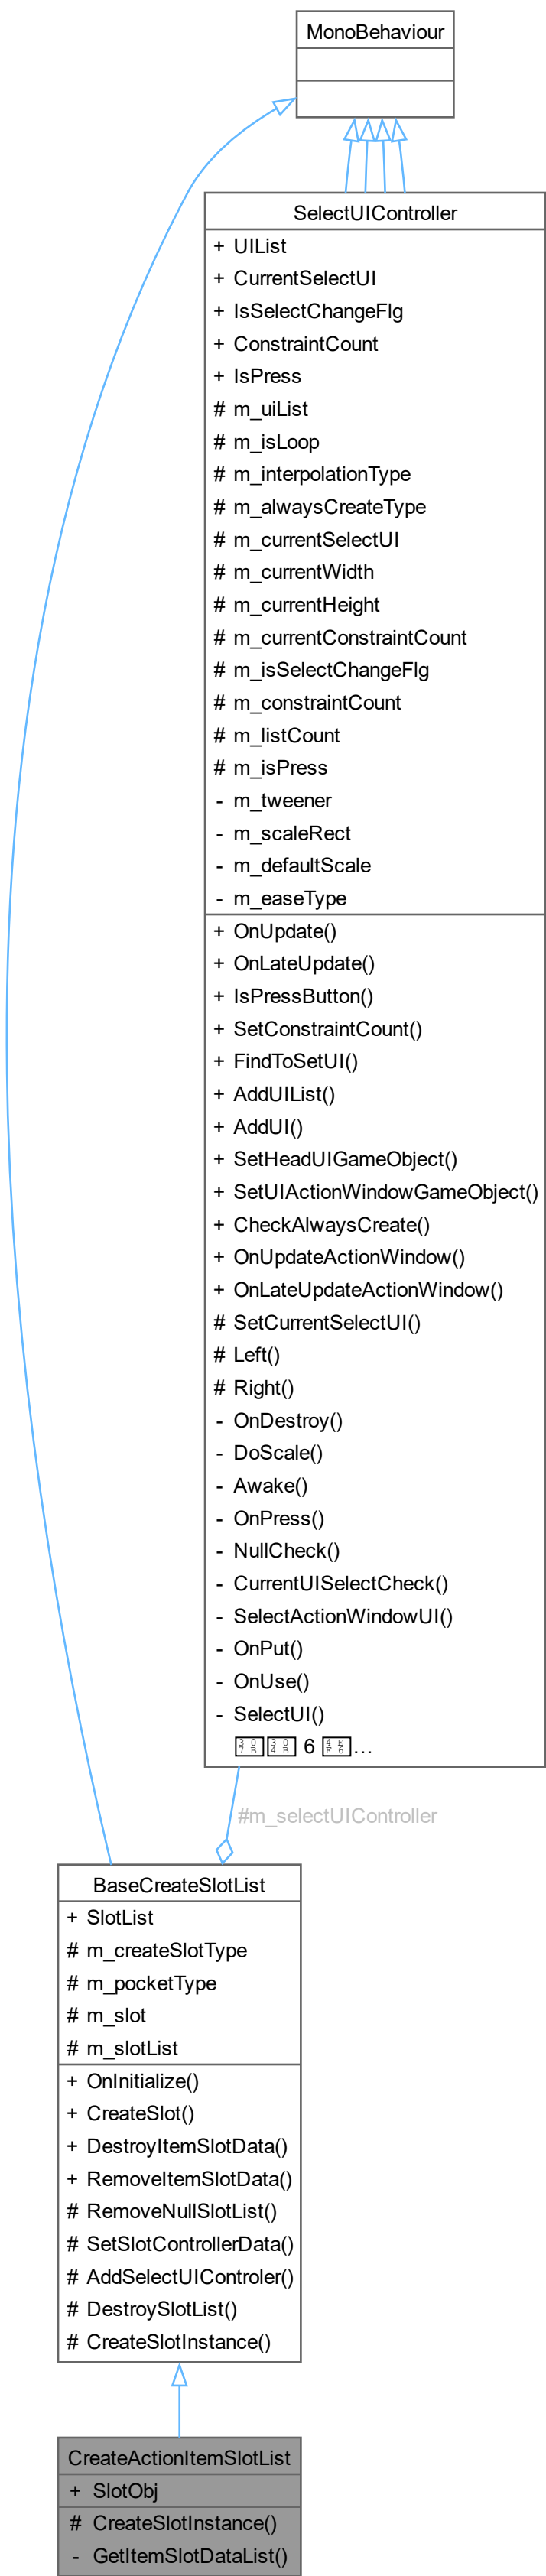 MonoBehaviour
SelectUIController
+ UIList
+ CurrentSelectUI
+ IsSelectChangeFlg
+ ConstraintCount
+ IsPress
# m_uiList
# m_isLoop
# m_interpolationType
# m_alwaysCreateType
# m_currentSelectUI
# m_currentWidth
# m_currentHeight
# m_currentConstraintCount
# m_isSelectChangeFlg
# m_constraintCount
# m_listCount
# m_isPress
- m_tweener
- m_scaleRect
- m_defaultScale
- m_easeType
+ OnUpdate()
+ OnLateUpdate()
+ IsPressButton()
+ SetConstraintCount()
+ FindToSetUI()
+ AddUIList()
+ AddUI()
+ SetHeadUIGameObject()
+ SetUIActionWindowGameObject()
+ CheckAlwaysCreate()
+ OnUpdateActionWindow()
+ OnLateUpdateActionWindow()
# SetCurrentSelectUI()
# Left()
# Right()
- OnDestroy()
- DoScale()
- Awake()
- OnPress()
- NullCheck()
- CurrentUISelectCheck()
- SelectActionWindowUI()
- OnPut()
- OnUse()
- SelectUI()
6 ...
#m_selectUIController
BaseCreateSlotList
+ SlotList
# m_createSlotType
# m_pocketType
# m_slot
# m_slotList
+ OnInitialize()
+ CreateSlot()
+ DestroyItemSlotData()
+ RemoveItemSlotData()
# RemoveNullSlotList()
# SetSlotControllerData()
# AddSelectUIControler()
# DestroySlotList()
# CreateSlotInstance()
CreateActionItemSlotList
+ SlotObj
# CreateSlotInstance()
- GetItemSlotDataList()